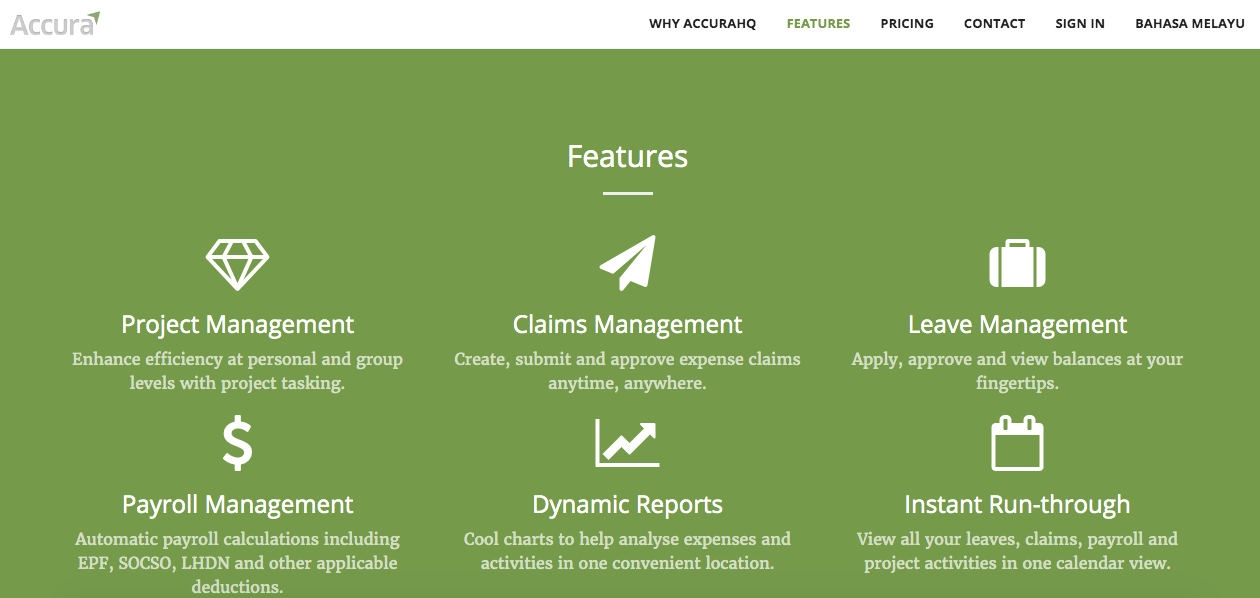 Accura
WHY ACCURAHQ
FEATURES
PRICING
CONTACT
SIGN IN
BAHASA MELAYU
Features
Project Management
Enhance efficiency at personal and group
levels with project tasking.
Claims Management
Create, submit and approve expense claims
anytime, anywhere.
Leave Management
Apply, approve and view balances at your
fingertips.
Payroll Management
Automatic payroll calculations including
EPF, SOCSO, LHDN and other applicable
deductions.
Dynamic Reports
Cool charts to help analyse expenses and
activities in one convenient location.
Instant Run-through
View all your leaves, claims, payroll and
project activities in one calendar view.